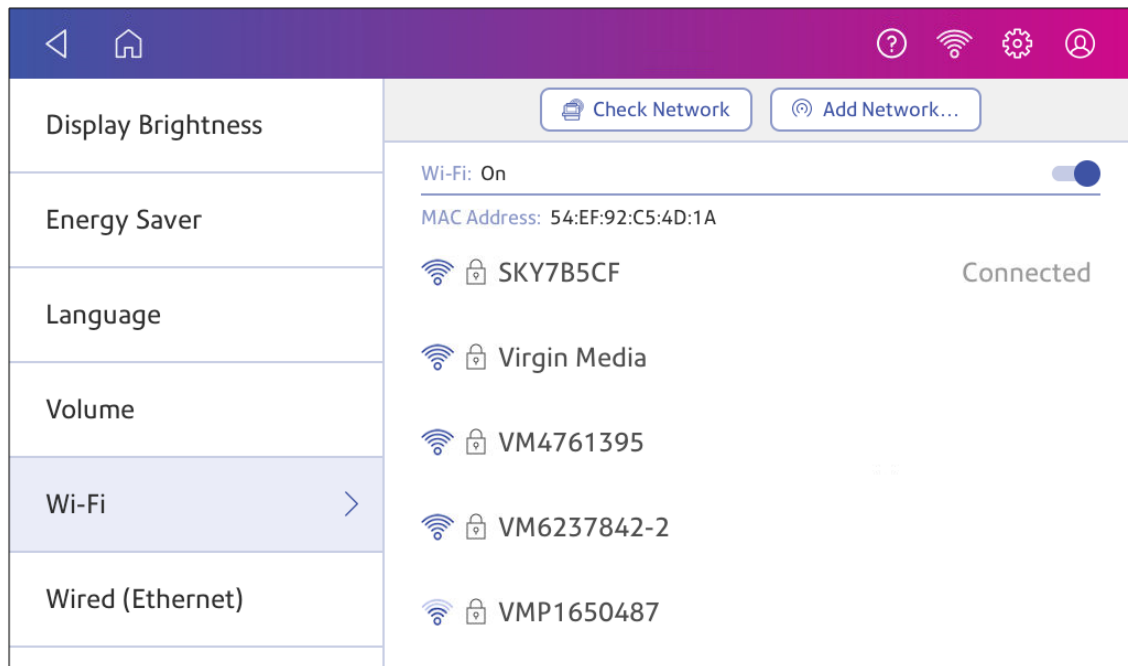 Check Network
Add Network...
Display Brightness
Energy Saver
Language
Volume
Wi-Fi
Wired (Ethernet)
Wi-Fi: On
MAC Address: 54:EF:92:C5:4D:1A
SKY7B5CF Connected
Virgin Media
VM4761395
VM6237842-2
VMP1650487